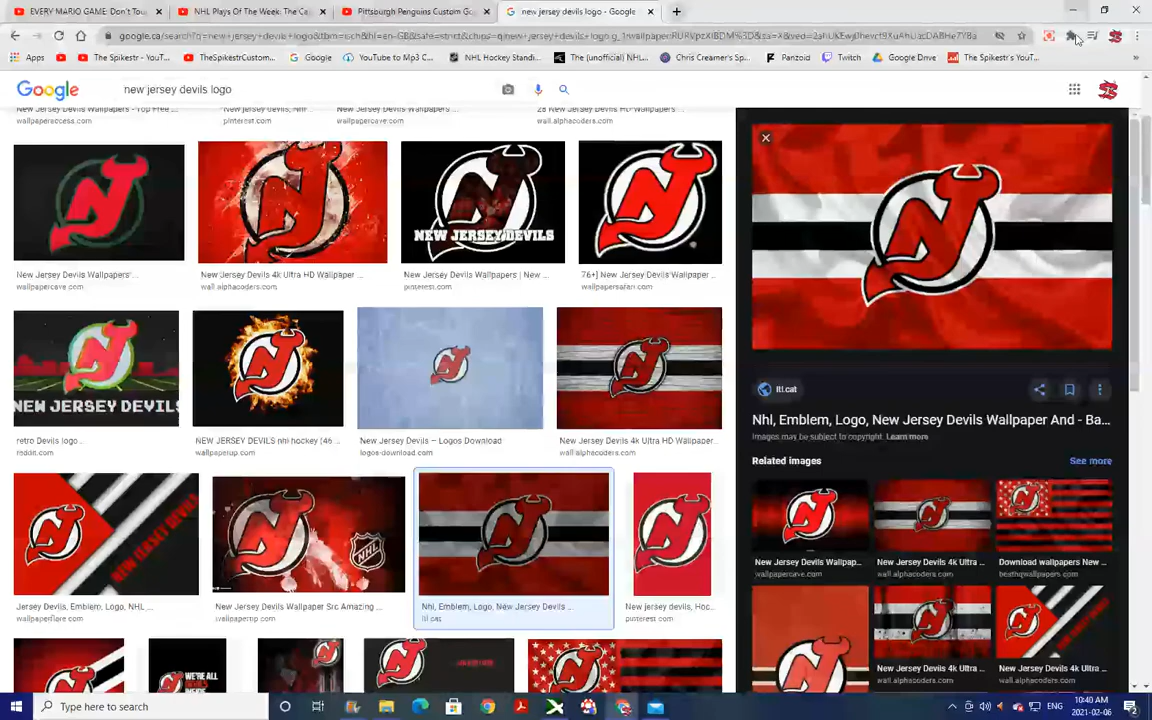 EVERY MARIO GAME: Don't Tou
NHL Plays Of The Week: The Ca
Pittsburgh Penguins Custom Go
new jersey devils logo - Google
Apps
The Spikestr - YouT...
TheSpikestrCustom...
Google
YouTube to Mp3 C...
NHL Hockey Standi...
The (unofficial) NHL...
Chris Creamer's Sp...
Panzoid
Twitch
Google Drive
The Spikestr's YouT...
»
Google
new jersey devils logo
wallpaperaccess.com
pinterest.com
wallpapercave.com
wall.alphacoders.com
NEW JERSEY DEVILS
New Jersey Devils Wallpapers ...
wallpapercave.com
New Jersey Devils 4k Ultra HD Wallpaper ...
wall.alphacoders.com
New Jersey Devils Wallpapers | New ...
pinterest.com
76+] New Jersey Devils Wallpaper ...
wallpapersafari.com
NEW JERSEY DEVILS
retro Devils logo ...
reddit.com
NEW JERSEY DEVILS nhl hockey (46 ...
wallpaperup.com
New Jersey Devils – Logos Download
logos-download.com
New Jersey Devils 4k Ultra HD Wallpaper...
wall.alphacoders.com
NEW JERSEY DEVILS
NHL
Jersey Devils, Emblem, Logo, NHL ...
wallpaperflare.com
New Jersey Devils Wallpaper Src Amazing ...
wallpapertip.com
Nhl, Emblem, Logo, New Jersey Devils ...
itl.cat
New jersey devils, Hoc...
pinterest.com
WE'RE ALL
itl.cat
Nhl, Emblem, Logo, New Jersey Devils Wallpaper And - Ba...
Images may be subject to copyright. Learn more
Related images
See more
New Jersey Devils Wallpap...
wallpapercave.com
New Jersey Devils 4k Ultra ...
wall.alphacoders.com
Download wallpapers New ...
besthqwallpapers.com
New Jersey Devils 4k Ultra ...
wall.alphacoders.com
New Jersey Devils 4k Ultra ...
wall.alphacoders.com
Type here to search
ENG
10:40 AM
2021-02-06
2